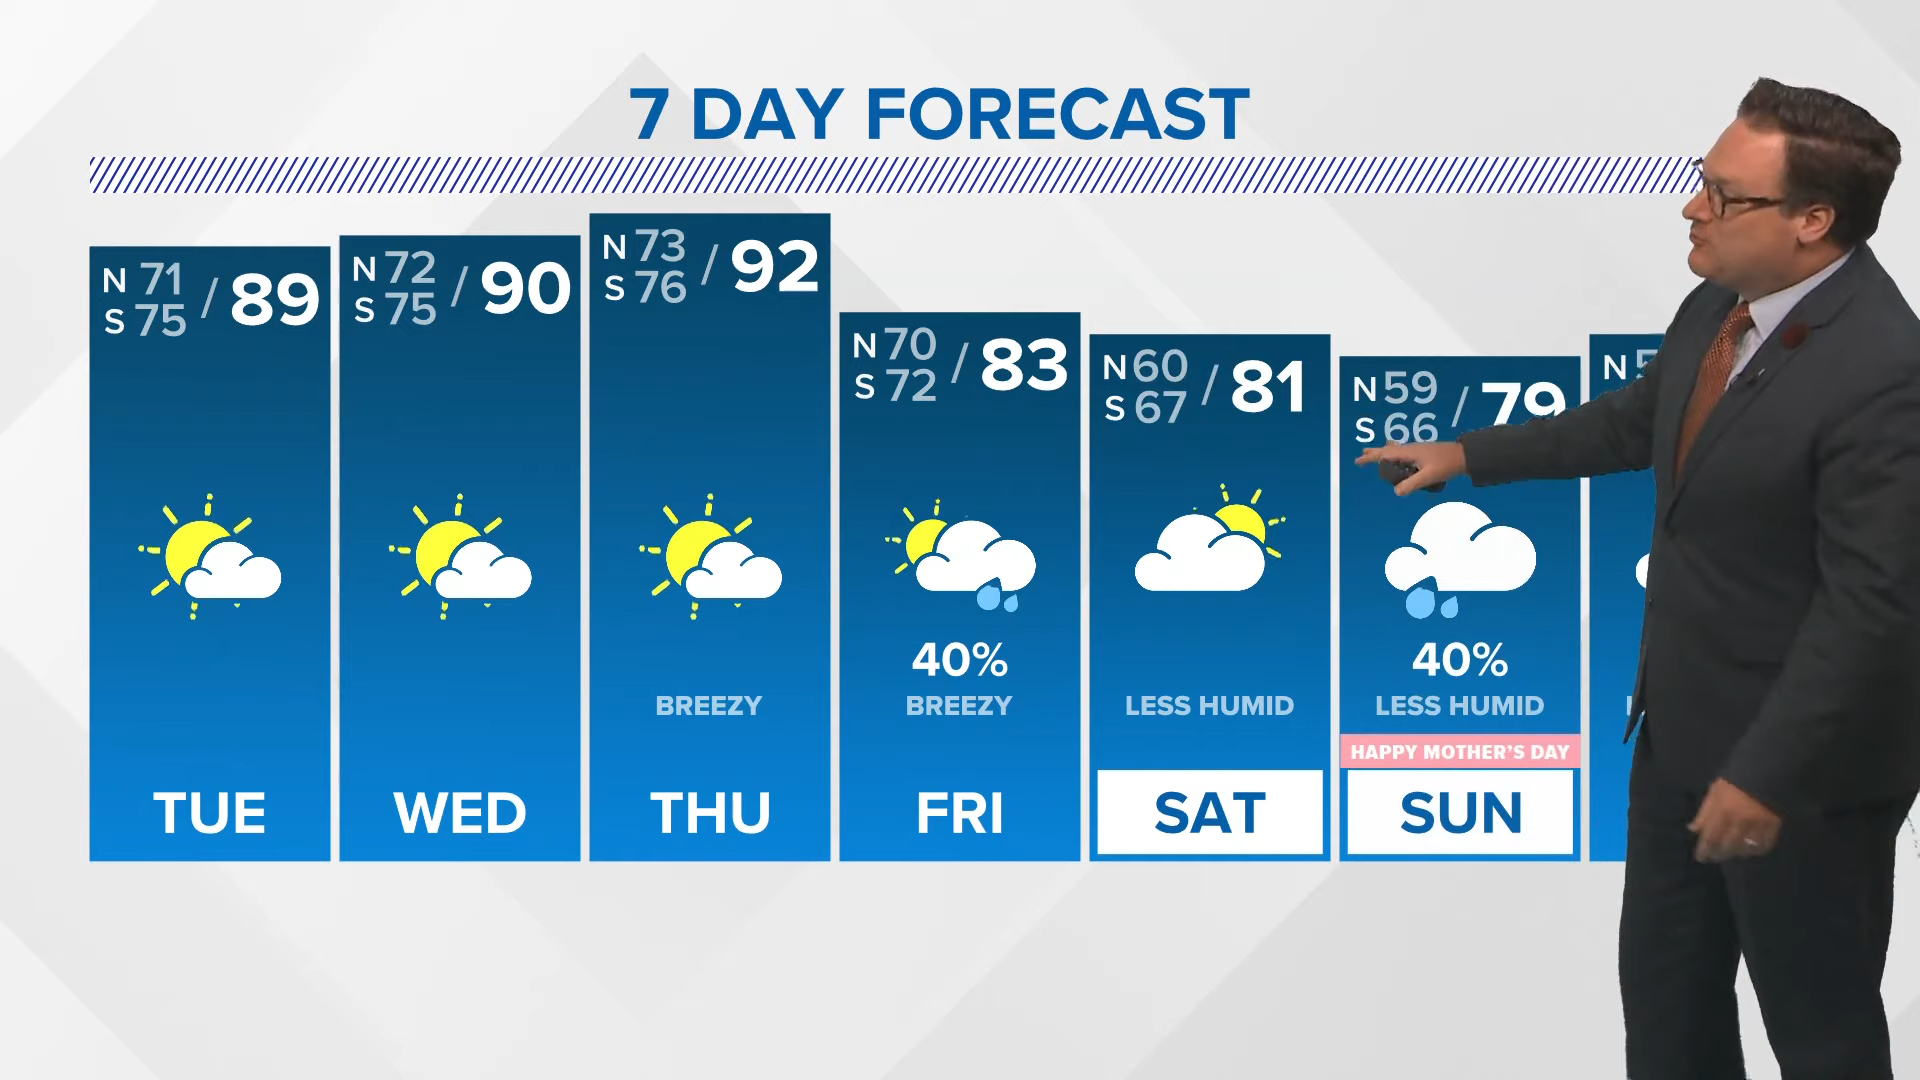 7 DAY FORECAST
N 71
S 75 / 89
N 72
S 75 / 90
N 73
S 76 / 92
N 70
S 72 / 83
N 60
S 67 / 81
N 59
S 66 / 79
N
40%
40%
BREEZY
BREEZY
LESS HUMID
LESS HUMID
HAPPY MOTHER'S DAY
TUE
WED
THU
FRI
SAT
SUN